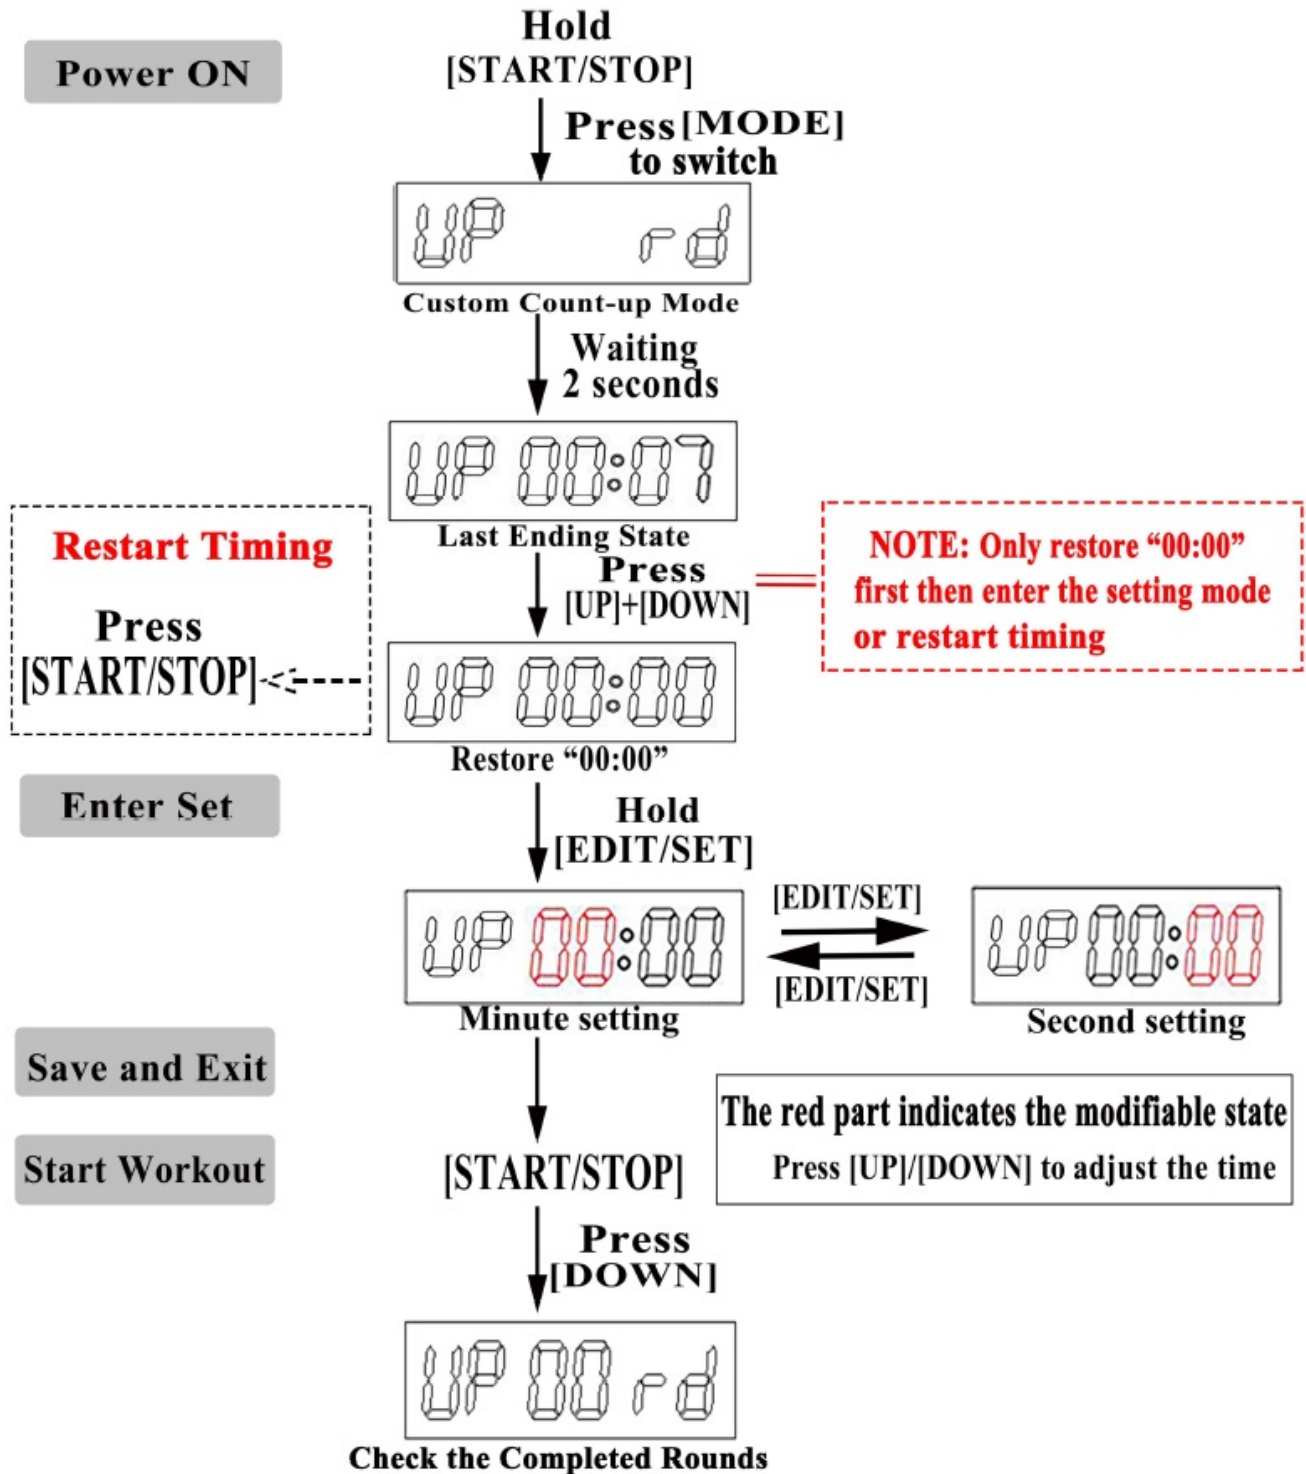 Hold
Power ON
[START/STOP]
Press [MODE]
to switch
UP rd
Custom Count-up Mode
Waiting
2 seconds
UP 00:07
Last Ending State
Restart Timing
Press
[START/STOP]
Press
[UP]+[DOWN]
NOTE: Only restore “00:00”
first then enter the setting mode
or restart timing
UP 00:00
Restore “00:00”
Enter Set
Hold
[EDIT/SET]
UP 00:00
Minute setting
[EDIT/SET]
[EDIT/SET]
UP 00:00
Second setting
Save and Exit
The red part indicates the modifiable state
Press [UP]/[DOWN] to adjust the time
Start Workout
[START/STOP]
Press
[DOWN]
UP 00 rd
Check the Completed Rounds